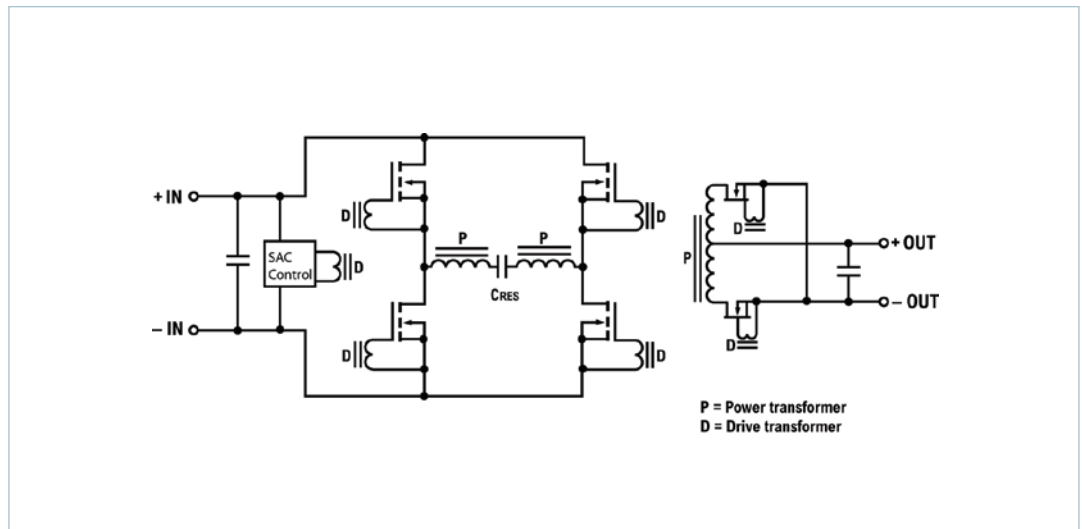 + IN
– IN
SAC
Control
D
D
D
P
P
CRES
D
D
P
D
D
+ OUT
– OUT
P = Power transformer
D = Drive transformer